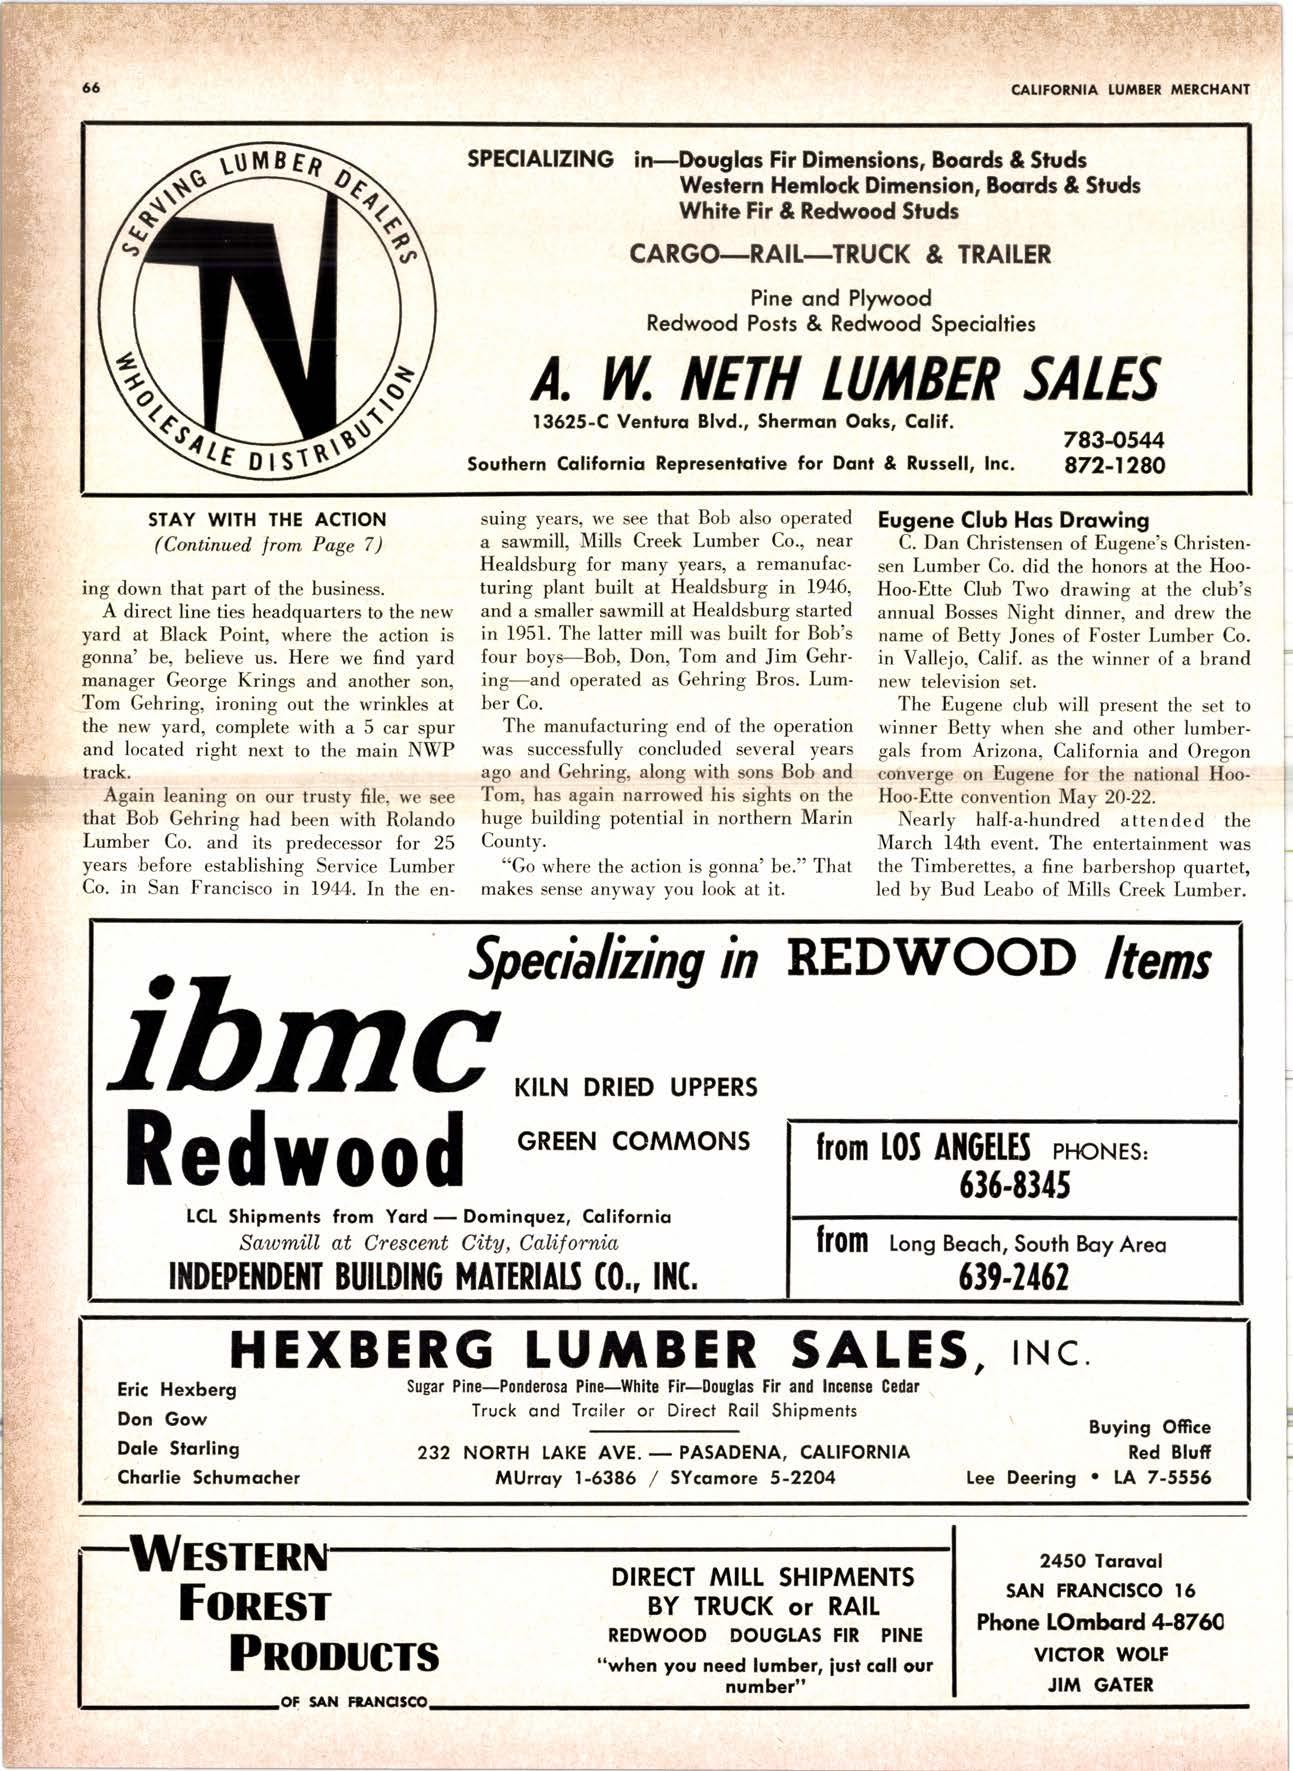 66
CALIFORNIA LUMBER MERCHANT
SERVING LUMBER DEALERS
WHOLESALE DISTRIBUTION
SPECIALIZING in—Douglas Fir Dimensions, Boards & Studs
Western Hemlock Dimension, Boards & Studs
White Fir & Redwood Studs
CARGO—RAIL—TRUCK & TRAILER
Pine and Plywood
Redwood Posts & Redwood Specialties
A. W. NETH LUMBER SALES
13625-C Ventura Blvd., Sherman Oaks, Calif.
783-0544
Southern California Representative for Dant & Russell, Inc. 872-1280
STAY WITH THE ACTION
(Continued from Page 7)
ing down that part of the business.
A direct line ties headquarters to the new
yard at Black Point, where the action is
gonna' be, believe us. Here we find yard
manager George Krings and another son,
Tom Gehring, ironing out the wrinkles at
the new yard, complete with a 5 car spur
and located right next to the main NWP
track.
Again leaning on our trusty file, we see
that Bob Gehring had been with Rolando
Lumber Co. and its predecessor for 25
years before establishing Service Lumber
Co. in San Francisco in 1944. In the en-
suing years, we see that Bob also operated
a sawmill, Mills Creek Lumber Co., near
Healdsburg for many years, a remanufac-
turing plant built at Healdsburg in 1946,
and a smaller sawmill at Healdsburg started
in 1951. The latter mill was built for Bob's
four boys—Bob, Don, Tom and Jim Gehr-
ing—and operated as Gehring Bros. Lum-
ber Co.
The manufacturing end of the operation
was successfully concluded several years
ago and Gehring, along with sons Bob and
Tom, has again narrowed his sights on the
huge building potential in northern Marin
County.
"Go where the action is gonna' be." That
makes sense anyway you look at it.
Eugene Club Has Drawing
C. Dan Christensen of Eugene's Christen-
sen Lumber Co. did the honors at the Hoo-
Hoo-Ette Club Two drawing at the club's
annual Bosses Night dinner, and drew the
name of Betty Jones of Foster Lumber Co.
in Vallejo, Calif. as the winner of a brand
new television set.
The Eugene club will present the set to
winner Betty when she and other lumber-
gals from Arizona, California and Oregon
converge on Eugene for the national Hoo-
Hoo-Ette convention May 20-22.
Nearly half-a-hundred attended the
March 14th event. The entertainment was
the Timberettes, a fine barbershop quartet,
led by Bud Leabo of Mills Creek Lumber.
Specializing in REDWOOD Items
ibmc
Redwood
KILN DRIED UPPERS
GREEN COMMONS
LCL Shipments from Yard — Dominquez, California
Sawmill at Crescent City, California
INDEPENDENT BUILDING MATERIALS CO., INC.
from LOS ANGELES PHONES:
636-8345
from Long Beach, South Bay Area
639-2462
HEXBERG LUMBER SALES, INC.
Eric Hexberg
Don Gow
Dale Starling
Charlie Schumacher
Sugar Pine—Ponderosa Pine—White Fir—Douglas Fir and Incense Cedar
Truck and Trailer or Direct Rail Shipments
232 NORTH LAKE AVE. — PASADENA, CALIFORNIA
MUrray 1-6386 / SYcamore 5-2204
Buying Office
Red Bluff
Lee Deering • LA 7-5556
WESTERN
FOREST
PRODUCTS
OF SAN FRANCISCO
DIRECT MILL SHIPMENTS
BY TRUCK or RAIL
REDWOOD DOUGLAS FIR PINE
"when you need lumber, just call our
number"
2450 Taraval
SAN FRANCISCO 16
Phone LOmbard 4-8760
VICTOR WOLF
JIM GATER